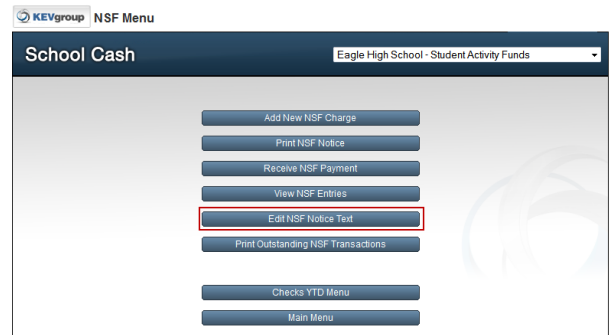 KEVgroup NSF Menu
School Cash
Eagle High School - Student Activity Funds
Add New NSF Charge
Print NSF Notice
Receive NSF Payment
View NSF Entries
Edit NSF Notice Text
Print Outstanding NSF Transactions
Checks YTD Menu
Main Menu